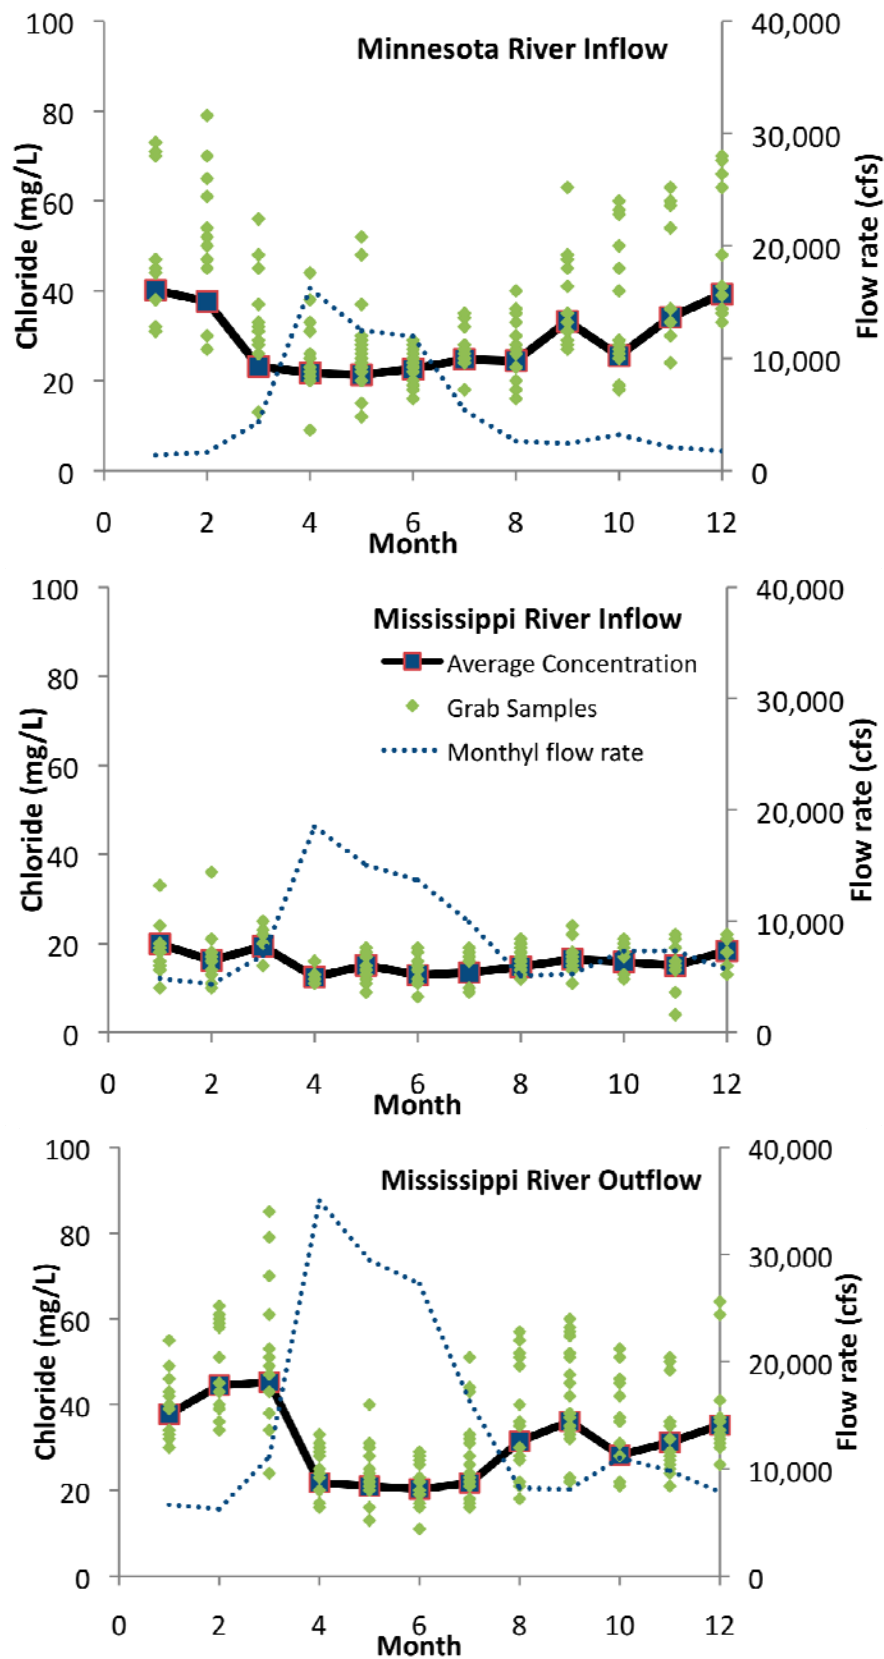 Minnesota River Inflow
100
80
60
40
20
0
Chloride (mg/L)
40,000
30,000
20,000
10,000
0
Flow rate (cfs)
0 2 4 6 8 10 12
Month
Mississippi River Inflow
Average Concentration
Grab Samples
Monthyl flow rate
100
80
60
40
20
0
Chloride (mg/L)
40,000
30,000
20,000
10,000
0
Flow rate (cfs)
0 2 4 6 8 10 12
Month
Mississippi River Outflow
100
80
60
40
20
0
Chloride (mg/L)
40,000
30,000
20,000
10,000
0
Flow rate (cfs)
0 2 4 6 8 10 12
Month